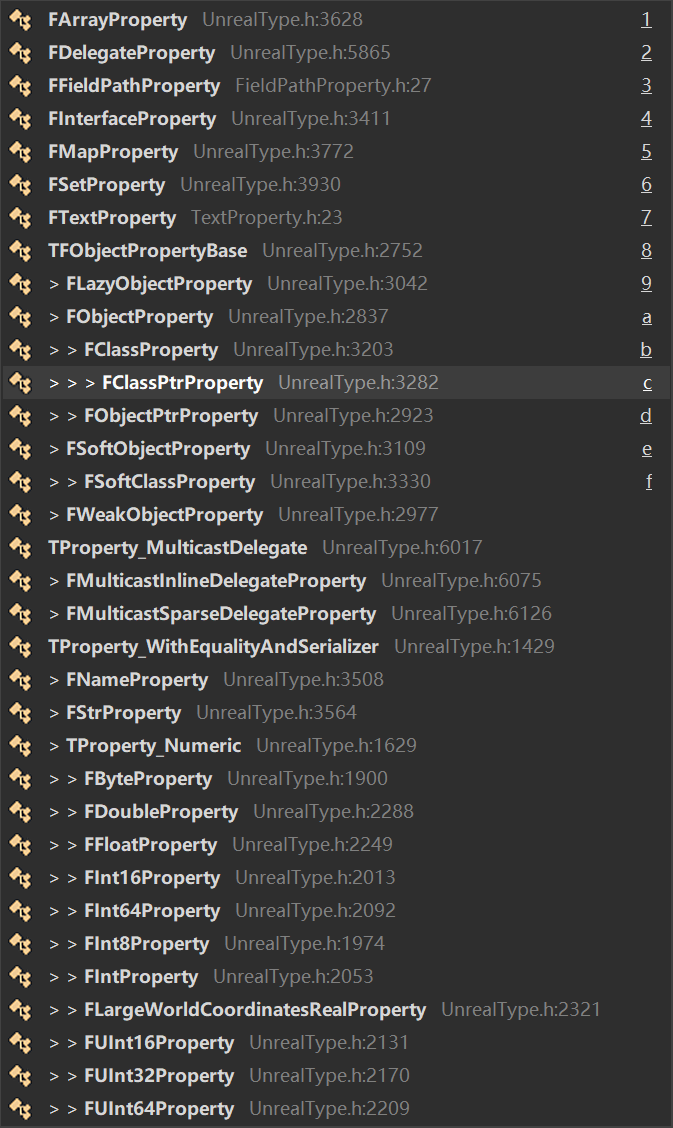 FArrayProperty UnrealType.h:3628 1
FDelegateProperty UnrealType.h:5865 2
FFieldPathProperty FieldPathProperty.h:27 3
FInterfaceProperty UnrealType.h:3411 4
FMapProperty UnrealType.h:3772 5
FSetProperty UnrealType.h:3930 6
FTextProperty TextProperty.h:23 7
TFObjectPropertyBase UnrealType.h:2752 8
> FLazyObjectProperty UnrealType.h:3042 9
> FObjectProperty UnrealType.h:2837 a
> > FClassProperty UnrealType.h:3203 b
> > > FClassPtrProperty UnrealType.h:3282 c
> > FObjectPtrProperty UnrealType.h:2923 d
> FSoftObjectProperty UnrealType.h:3109 e
> > FSoftClassProperty UnrealType.h:3330 f
> FWeakObjectProperty UnrealType.h:2977
TProperty_MulticastDelegate UnrealType.h:6017
> FMulticastInlineDelegateProperty UnrealType.h:6075
> FMulticastSparseDelegateProperty UnrealType.h:6126
TProperty_WithEqualityAndSerializer UnrealType.h:1429
> FNameProperty UnrealType.h:3508
> FStrProperty UnrealType.h:3564
> TProperty_Numeric UnrealType.h:1629
> > FByteProperty UnrealType.h:1900
> > FDoubleProperty UnrealType.h:2288
> > FFloatProperty UnrealType.h:2249
> > FInt16Property UnrealType.h:2013
> > FInt64Property UnrealType.h:2092
> > FInt8Property UnrealType.h:1974
> > FIntProperty UnrealType.h:2053
> > FLargeWorldCoordinatesRealProperty UnrealType.h:2321
> > FUInt16Property UnrealType.h:2131
> > FUInt32Property UnrealType.h:2170
> > FUInt64Property UnrealType.h:2209